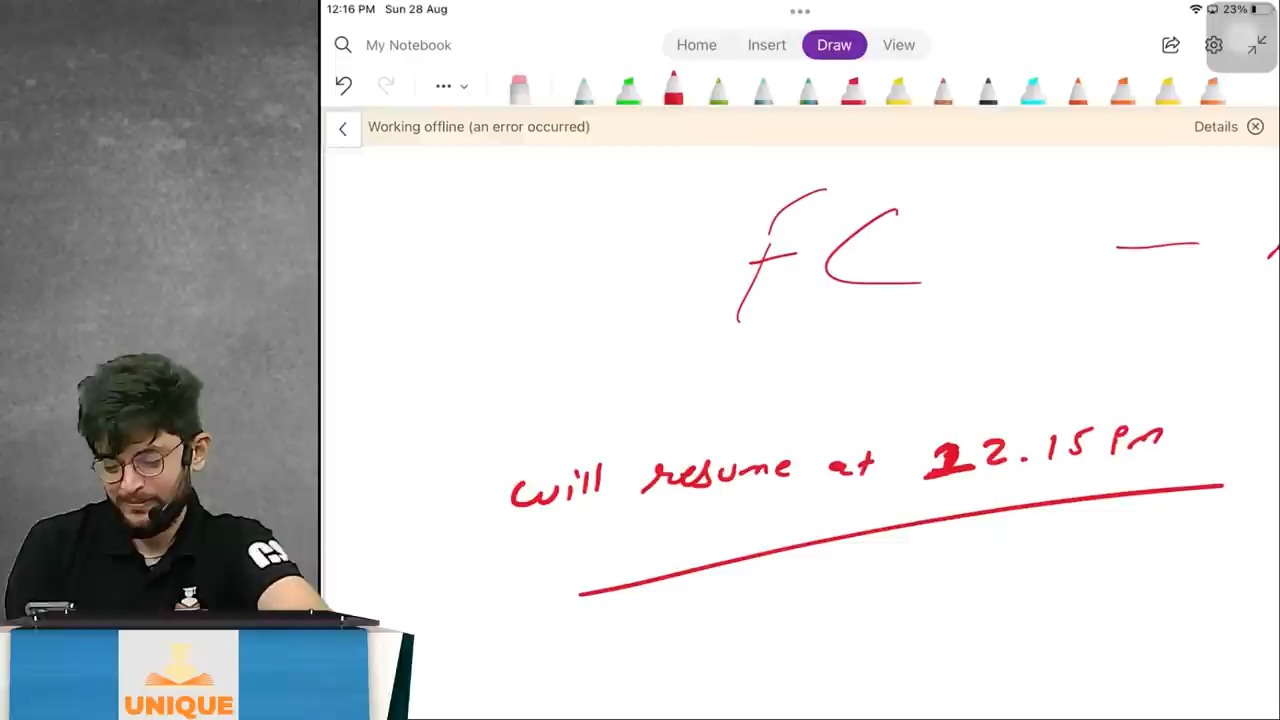 12:16 PM Sun 28 Aug
23%
My Notebook
Home Insert Draw View
Working offline (an error occurred)
Details
FC —
will resume at 12.15 Pm
UNIQUE